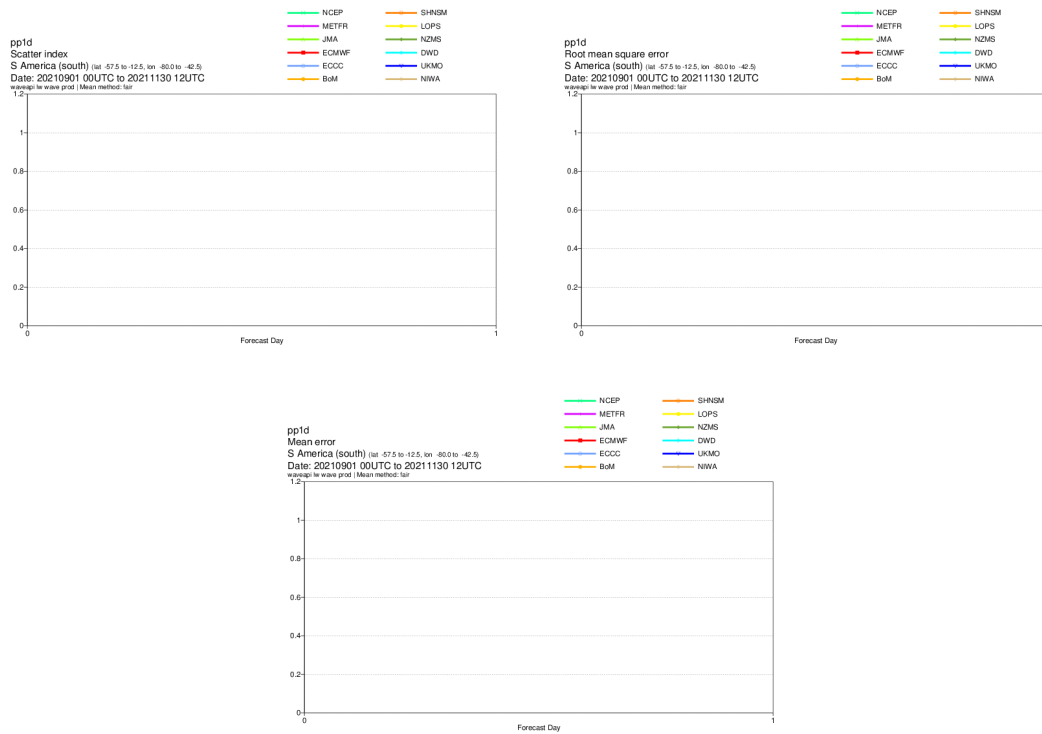 NCEP SHNSM
METFR LOPS
JMA NZMS
ECMWF DWD
ECCC UKMO
BoM NIWA
pp1d
Scatter index
S America (south) (lat -57.5 to -12.5, lon -80.0 to -42.5)
Date: 20210901 00UTC to 20211130 12UTC
waveapi lw wave prod | Mean method: fair
1.2
1
0.8
0.6
0.4
0.2
0
0 1
Forecast Day
NCEP SHNSM
METFR LOPS
JMA NZMS
ECMWF DWD
ECCC UKMO
BoM NIWA
pp1d
Root mean square error
S America (south) (lat -57.5 to -12.5, lon -80.0 to -42.5)
Date: 20210901 00UTC to 20211130 12UTC
waveapi lw wave prod | Mean method: fair
1.2
1
0.8
0.6
0.4
0.2
0
0
Forecast Day
NCEP SHNSM
METFR LOPS
JMA NZMS
ECMWF DWD
ECCC UKMO
BoM NIWA
pp1d
Mean error
S America (south) (lat -57.5 to -12.5, lon -80.0 to -42.5)
Date: 20210901 00UTC to 20211130 12UTC
waveapi lw wave prod | Mean method: fair
1.2
1
0.8
0.6
0.4
0.2
0
0 1
Forecast Day